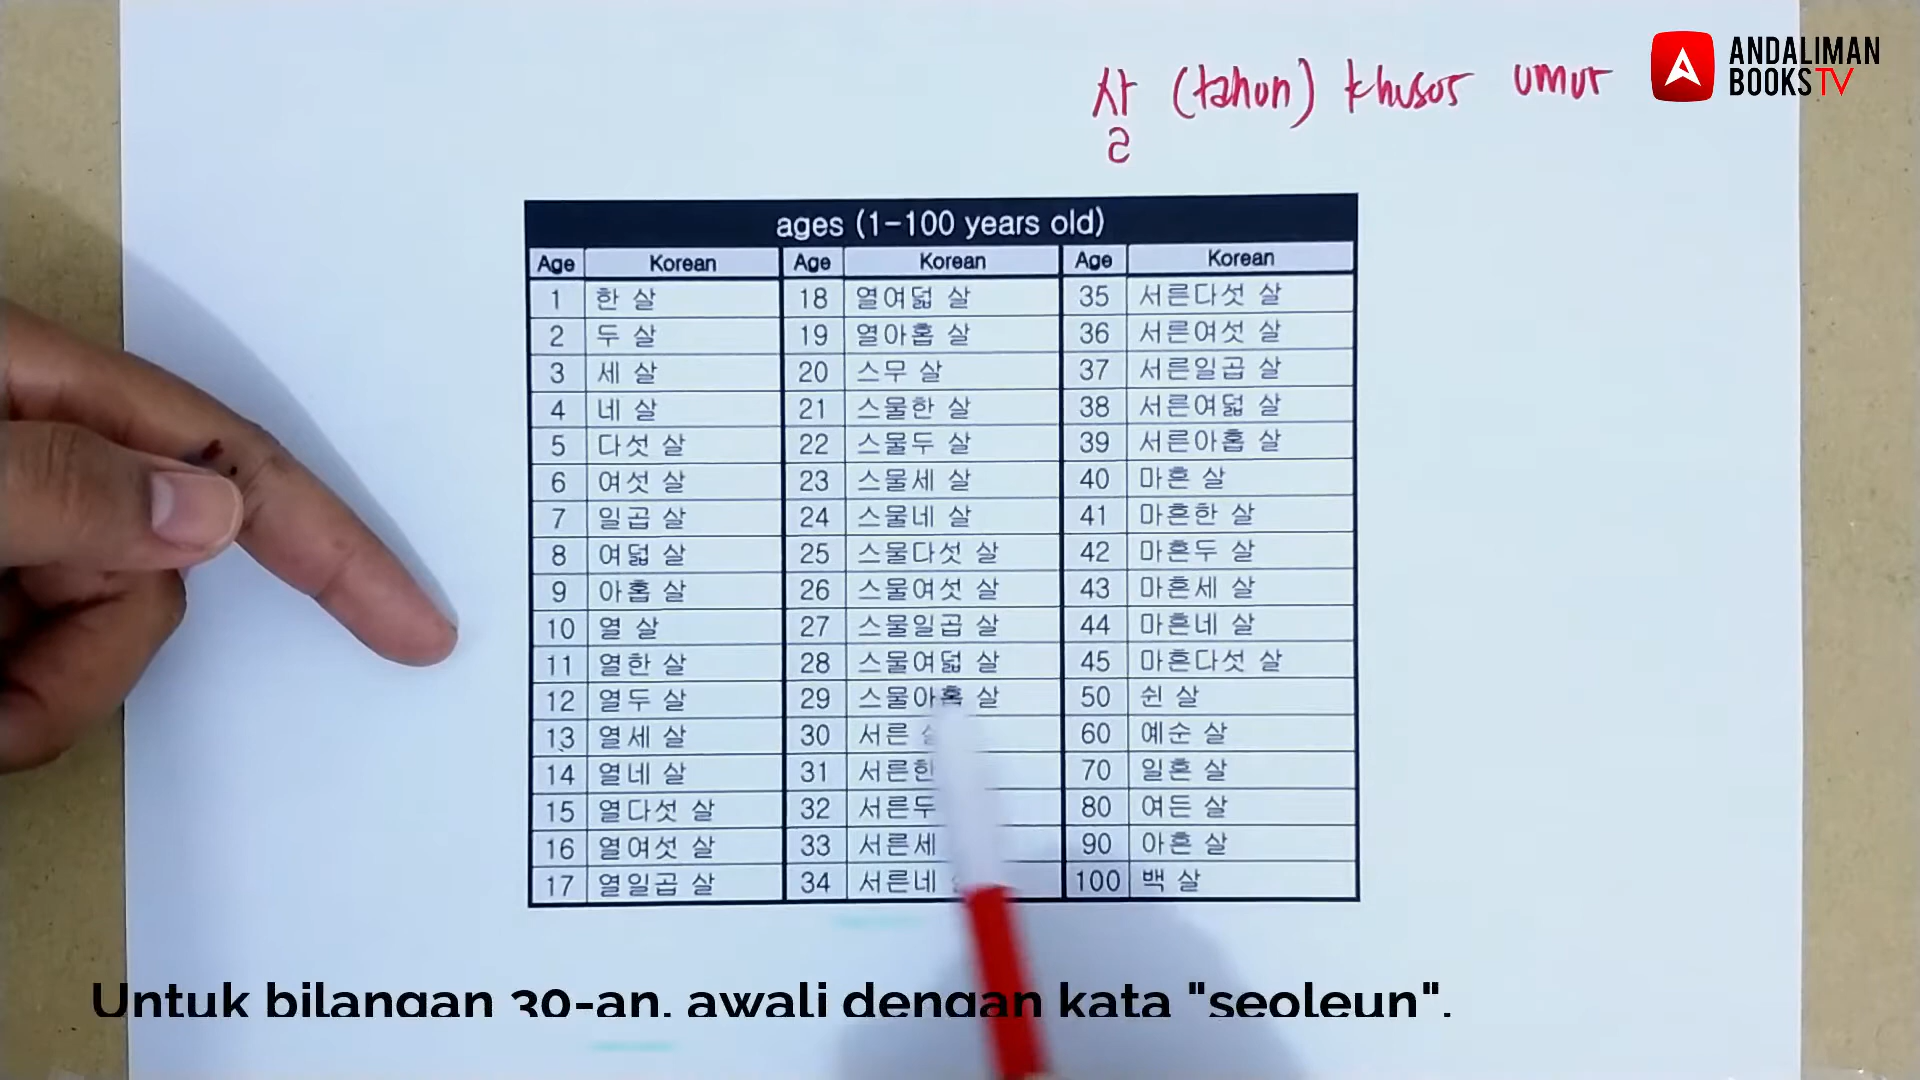 살 (tahun) khusus umur
ANDALIMAN
BOOKSTV
ages (1-100 years old)
Age Korean Age Korean Age Korean
1 한 살 18 열여덟 살 35 서른다섯 살
2 두 살 19 열아홉 살 36 서른여섯 살
3 세 살 20 스무 살 37 서른일곱 살
4 네 살 21 스물한 살 38 서른여덟 살
5 다섯 살 22 스물두 살 39 서른아홉 살
6 여섯 살 23 스물세 살 40 마흔 살
7 일곱 살 24 스물네 살 41 마흔한 살
8 여덟 살 25 스물다섯 살 42 마흔두 살
9 아홉 살 26 스물여섯 살 43 마흔세 살
10 열 살 27 스물일곱 살 44 마흔네 살
11 열한 살 28 스물여덟 살 45 마흔다섯 살
12 열두 살 29 스물아홉 살 50 쉰 살
13 열세 살 30 서른 60 예순 살
14 열네 살 31 서른한 70 일흔 살
15 열다섯 살 32 서른두 80 여든 살
16 열여섯 살 33 서른세 90 아흔 살
17 열일곱 살 34 서른네 100 백 살
Untuk bilangan 30-an, awali dengan kata "seoleun".